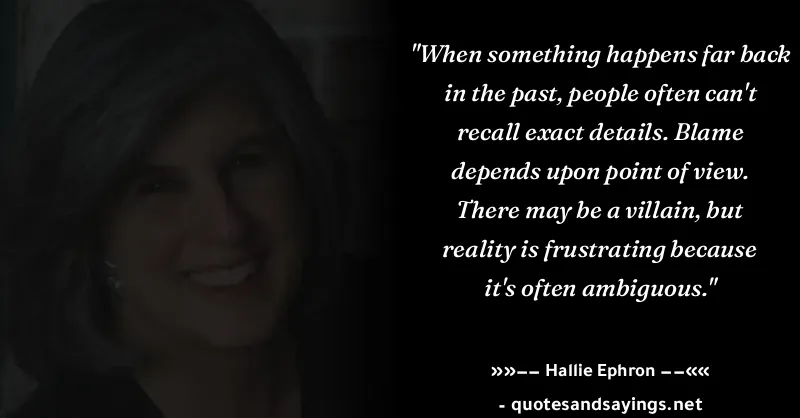 "When something happens far back
in the past, people often can't
recall exact details. Blame
depends upon point of view.
There may be a villain, but
reality is frustrating because
it's often ambiguous."
»»−− Hallie Ephron −−««
- quotesandsayings.net